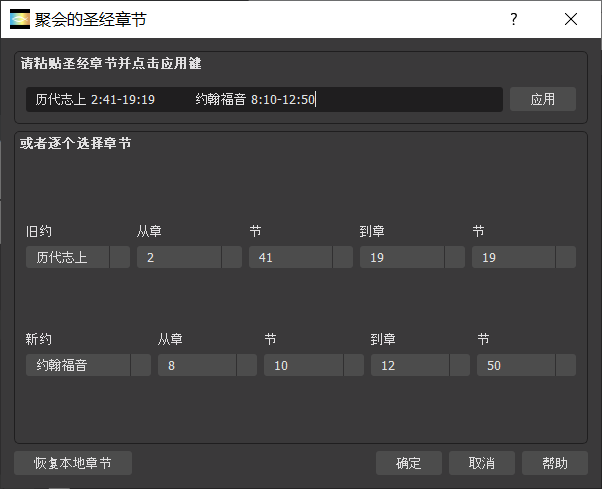 聚会的圣经章节
?
请粘贴圣经章节并点击应用键
历代志上 2:41-19:19 约翰福音 8:10-12:50
应用
或者逐个选择章节
旧约 从章 节 到章 节
历代志上 2 41 19 19
新约 从章 节 到章 节
约翰福音 8 10 12 50
恢复本地章节 确定 取消 帮助